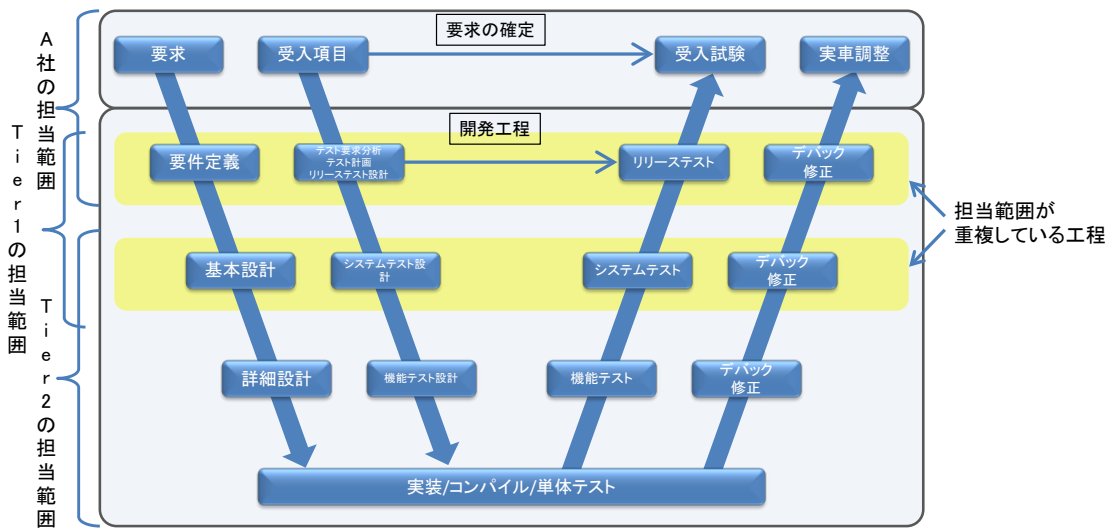 A社の担当範囲
Tier1の担当範囲
Tier2の担当範囲
要求の確定
要求
受入項目
受入試験
実車調整
開発工程
要件定義
テスト要求分析
テスト計画
リリーステスト設計
リリーステスト
デバック
修正
担当範囲が
重複している工程
基本設計
システムテスト設
計
システムテスト
デバック
修正
詳細設計
機能テスト設計
機能テスト
デバック
修正
実装/コンパイル/単体テスト